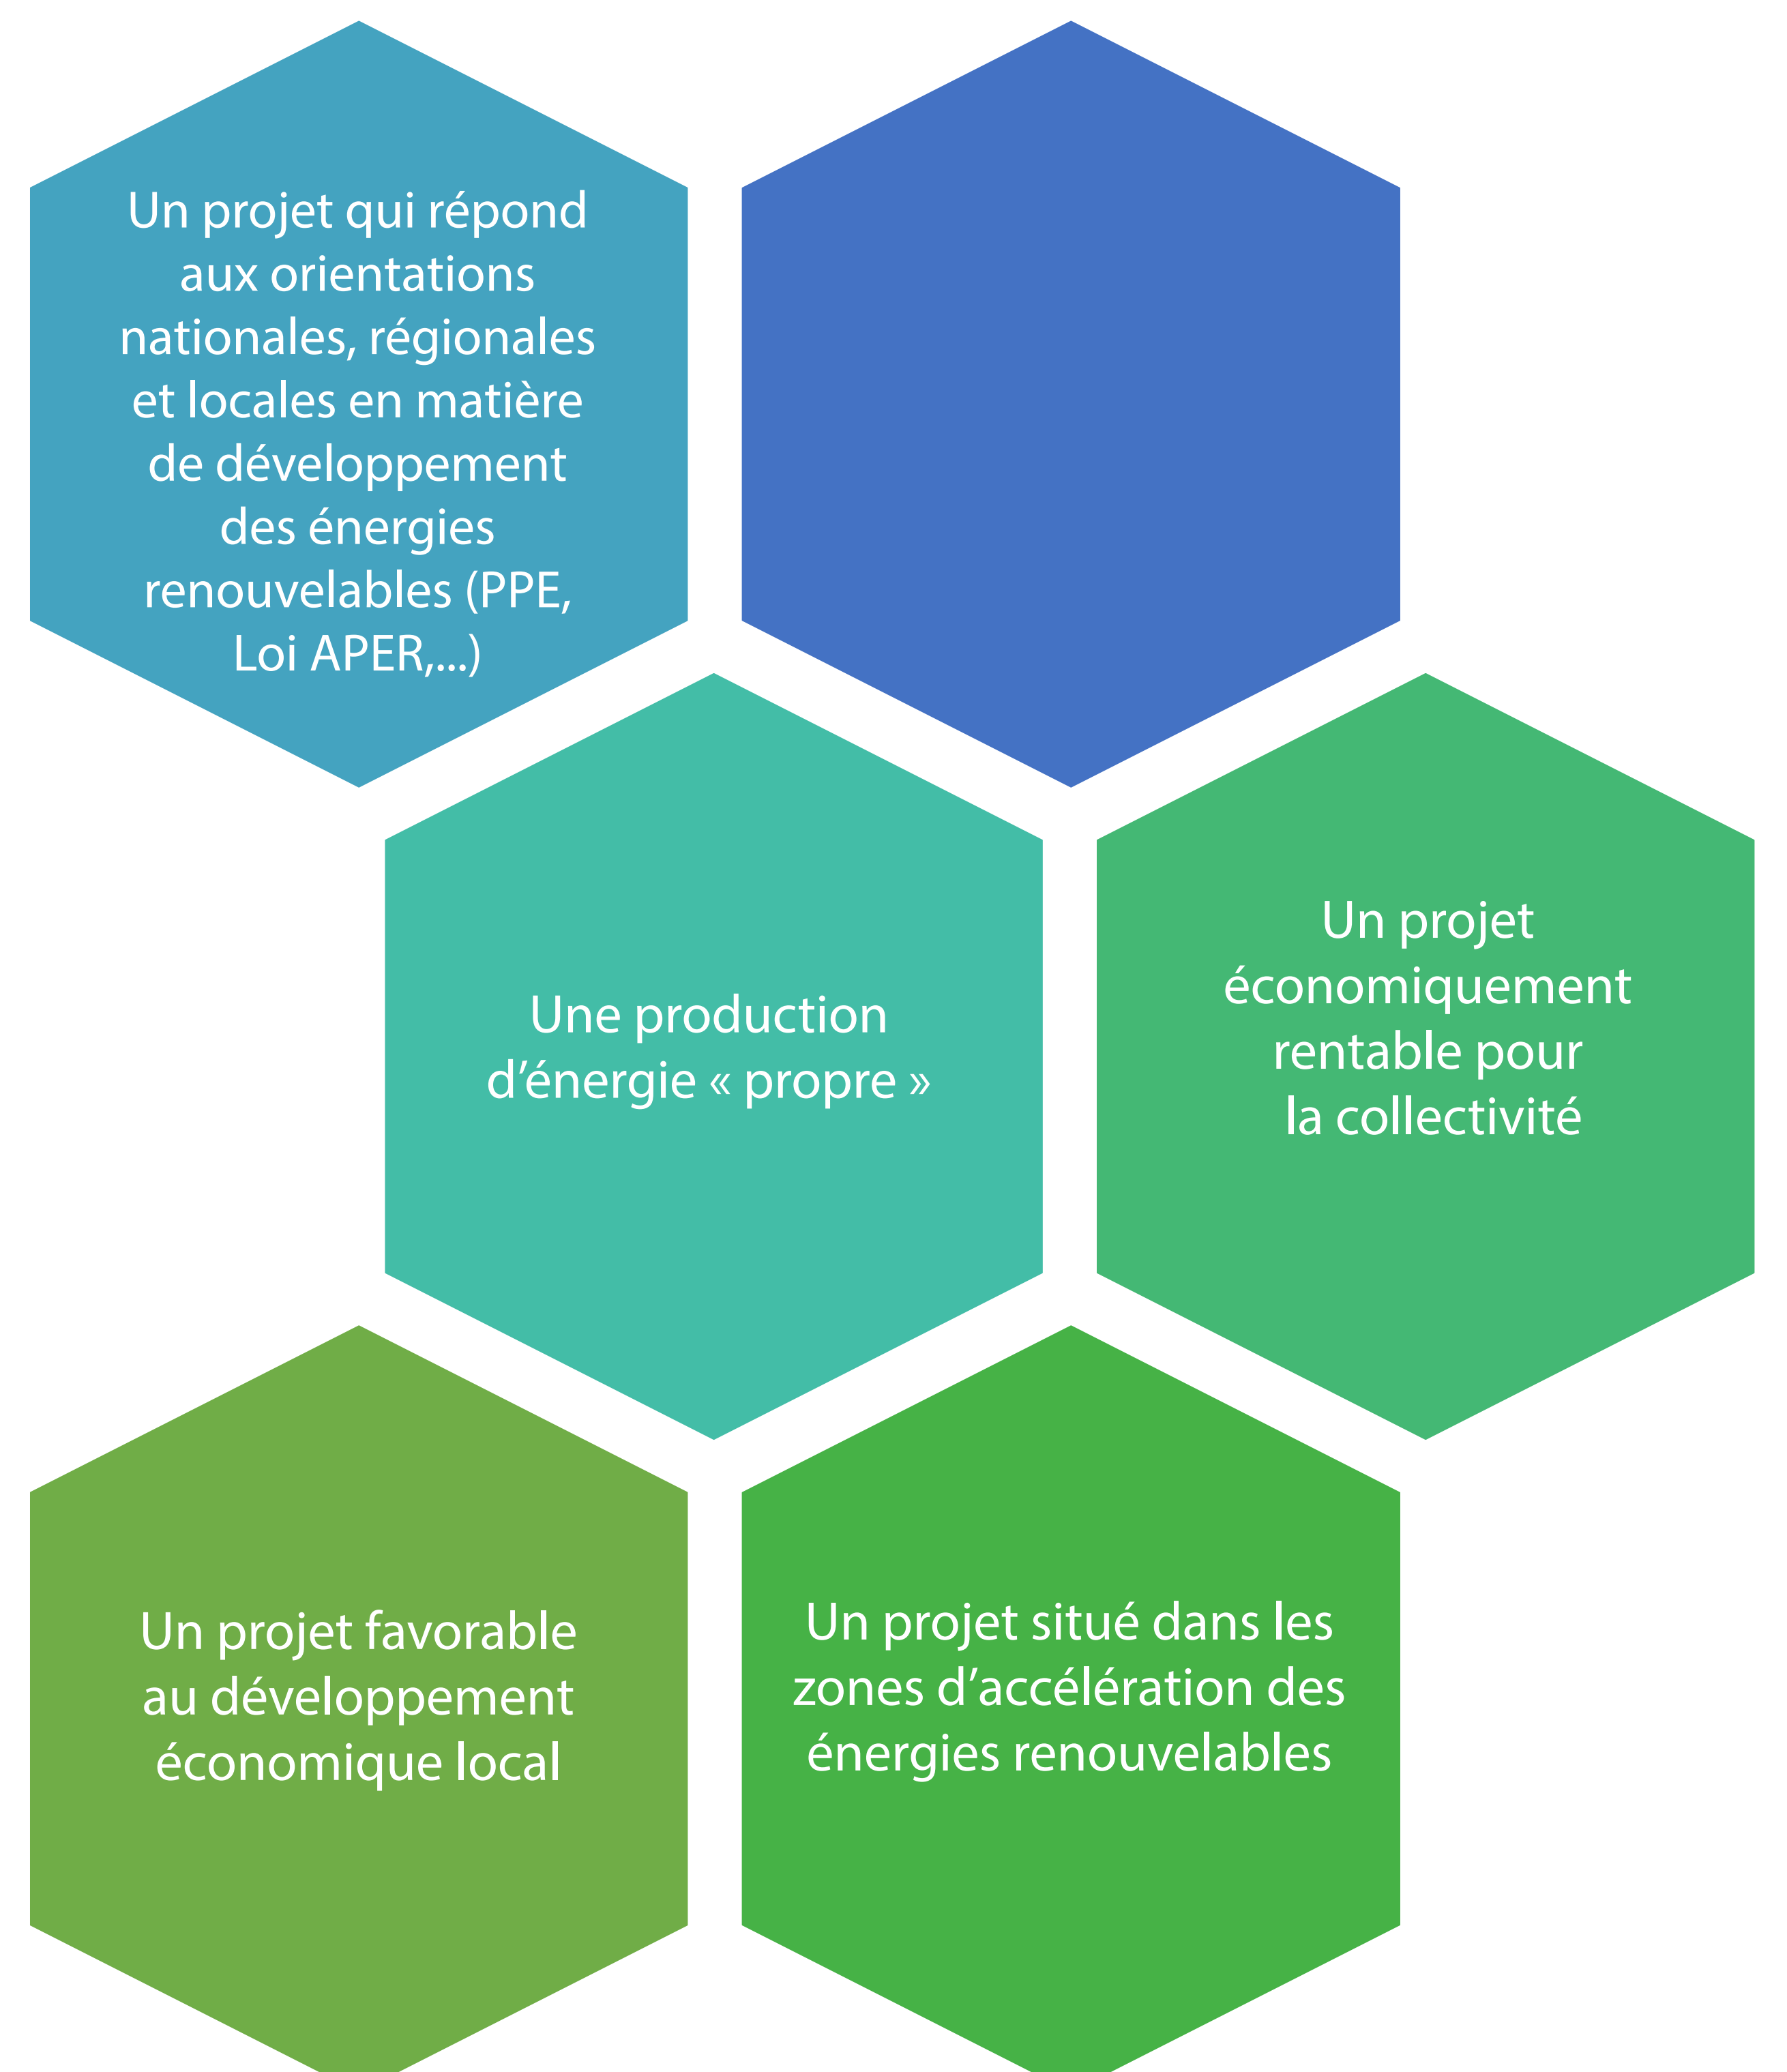 Un projet qui répond
aux orientations
nationales, régionales
et locales en matière
de développement
des énergies
renouvelables (PPE,
Loi APER,...)
Une production
d’énergie « propre »
Un projet
économiquement
rentable pour
la collectivité
Un projet favorable
au développement
économique local
Un projet situé dans les
zones d’accélération des
énergies renouvelables